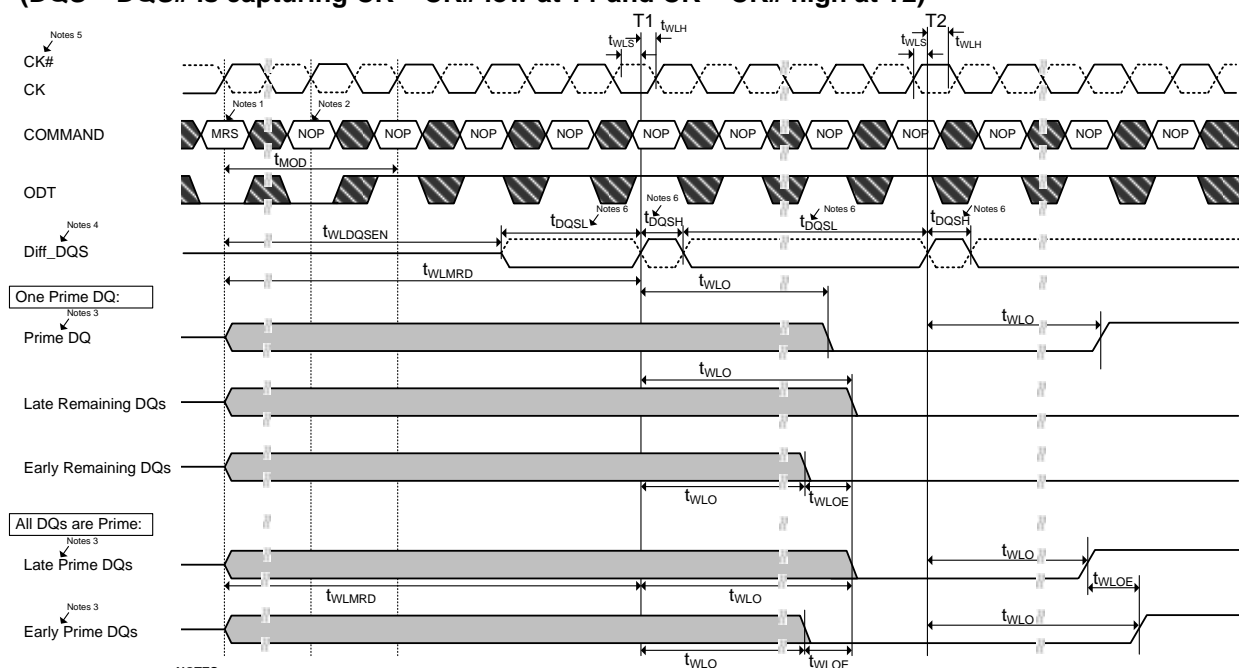 (DQS - DQS# is capturing CK - CK# low at T1 and CK - CK# high at T2)
T1 T2
tWLS tWLH tWLS tWLH
Notes 5
CK#
CK
Notes 1 Notes 2
COMMAND MRS NOP NOP NOP NOP NOP NOP NOP NOP NOP NOP NOP
tMOD
ODT
Notes 6 Notes 6 Notes 6 Notes 6
tDQSL tDQSH tDQSL tDQSH
Notes 4
Diff_DQS
tWLDQSEN
tWLMRD
One Prime DQ:
tWLO
Notes 3
Prime DQ
tWLO
tWLO
Late Remaining DQs
Early Remaining DQs
tWLO tWLOE
All DQs are Prime:
Notes 3
Late Prime DQs
tWLO
tWLMRD tWLO
tWLOE
Notes 3
Early Prime DQs
tWLO
tWLO tWLOE
NOTES